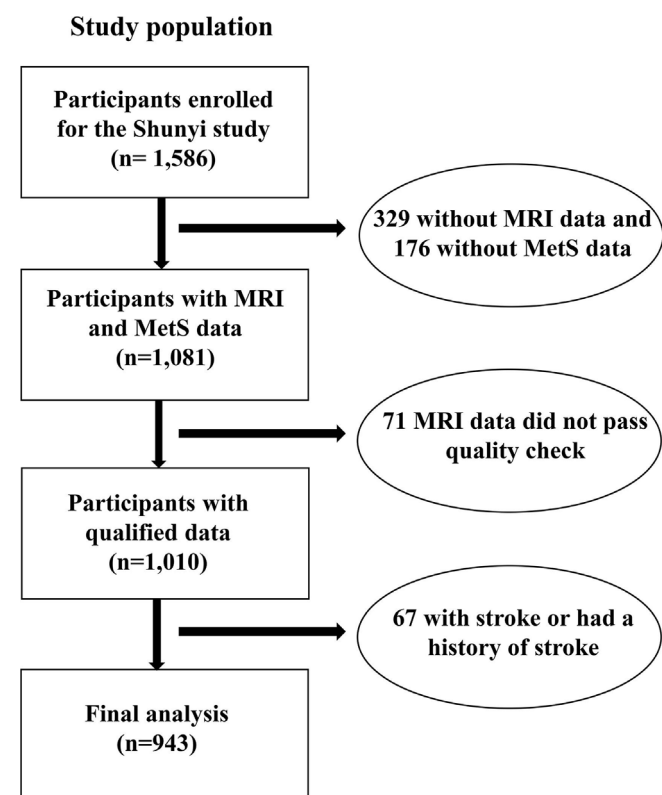 Study population
Participants enrolled
for the Shunyi study
(n= 1,586)
329 without MRI data and
176 without MetS data
Participants with MRI
and MetS data
(n=1,081)
71 MRI data did not pass
quality check
Participants with
qualified data
(n=1,010)
67 with stroke or had a
history of stroke
Final analysis
(n=943)